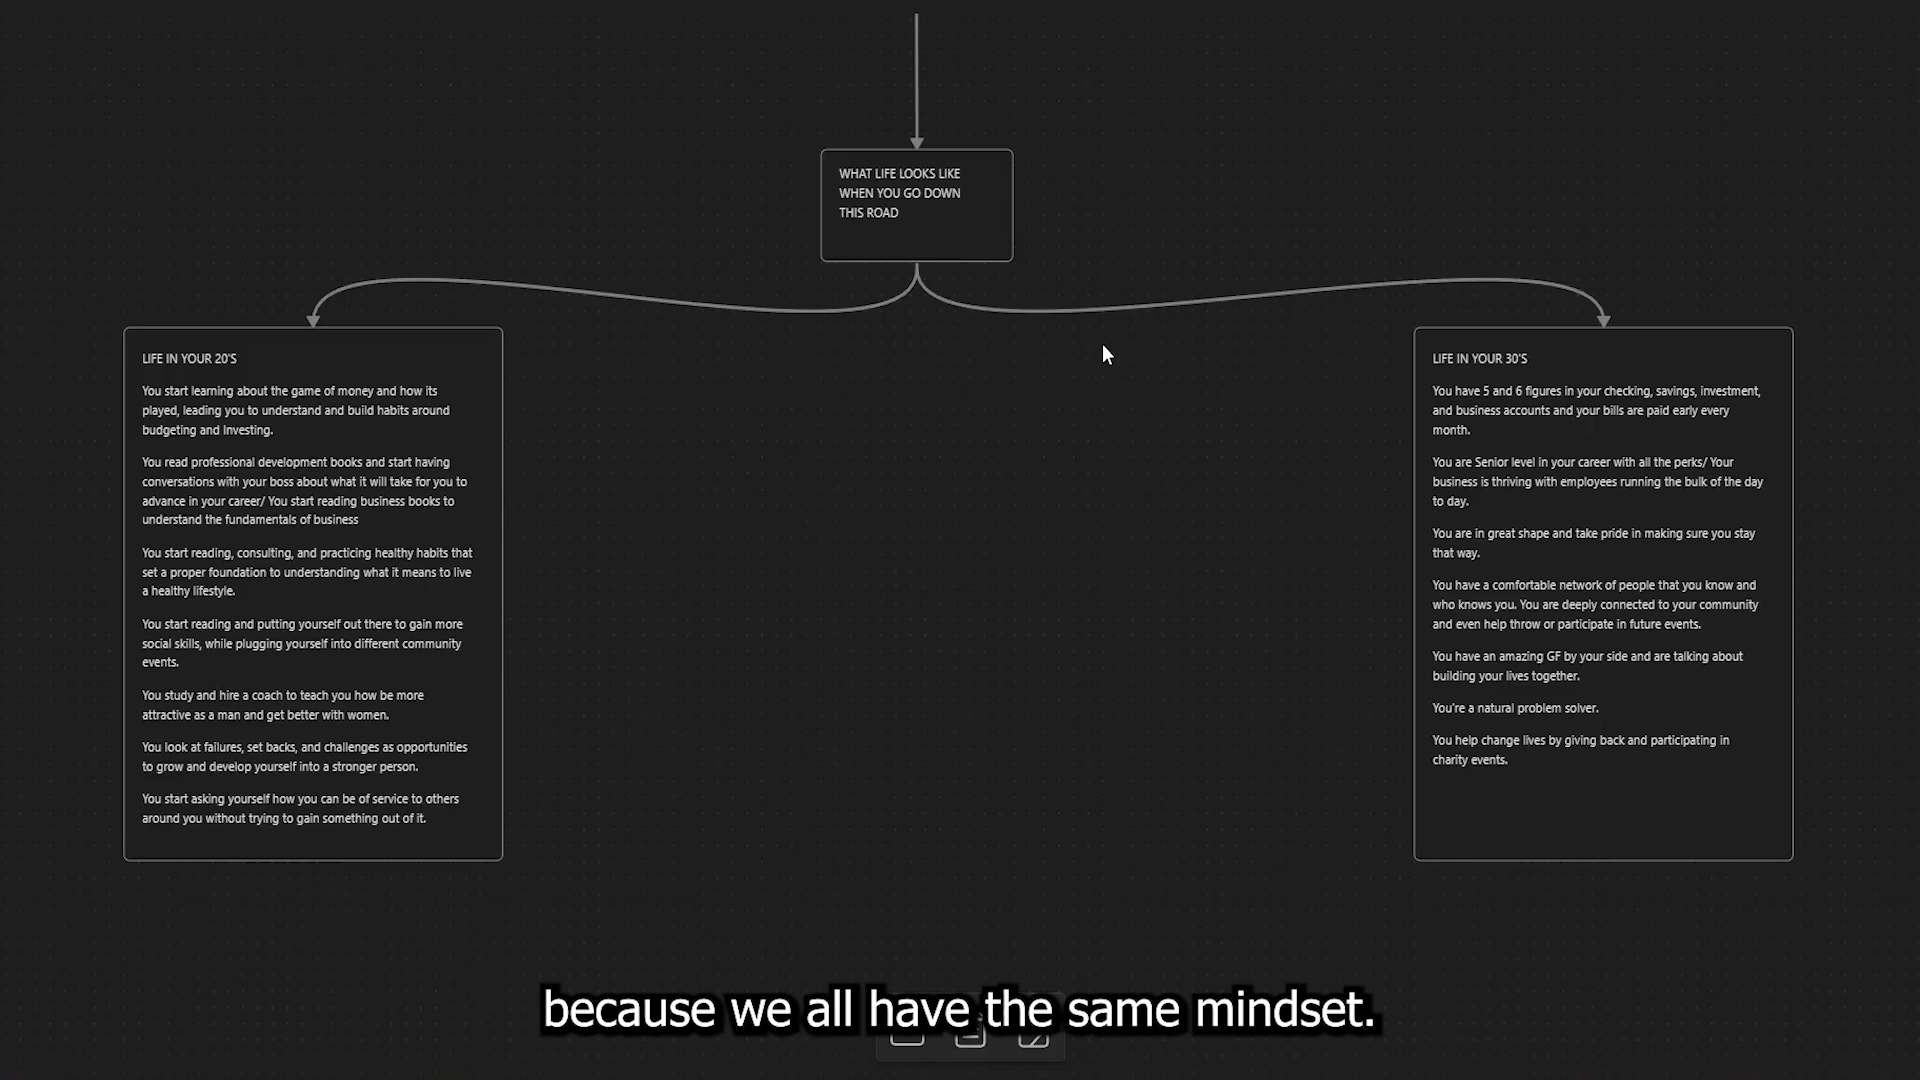 WHAT LIFE LOOKS LIKE
WHEN YOU GO DOWN
THIS ROAD
LIFE IN YOUR 20'S
You start learning about the game of money and how its
played, leading you to understand and build habits around
budgeting and Investing.
You read professional development books and start having
conversations with your boss about what it will take for you to
advance in your career/ You start reading business books to
understand the fundamentals of business
You start reading, consulting, and practicing healthy habits that
set a proper foundation to understanding what it means to live
a healthy lifestyle.
You start reading and putting yourself out there to gain more
social skills, while plugging yourself into different community
events.
You study and hire a coach to teach you how be more
attractive as a man and get better with women.
You look at failures, set backs, and challenges as opportunities
to grow and develop yourself into a stronger person.
You start asking yourself how you can be of service to others
around you without trying to gain something out of it.
LIFE IN YOUR 30'S
You have 5 and 6 figures in your checking, savings, investment,
and business accounts and your bills are paid early every
month.
You are Senior level in your career with all the perks/ Your
business is thriving with employees running the bulk of the day
to day.
You are in great shape and take pride in making sure you stay
that way.
You have a comfortable network of people that you know and
who knows you. You are deeply connected to your community
and even help throw or participate in future events.
You have an amazing GF by your side and are talking about
building your lives together.
You're a natural problem solver.
You help change lives by giving back and participating in
charity events.
because we all have the same mindset.